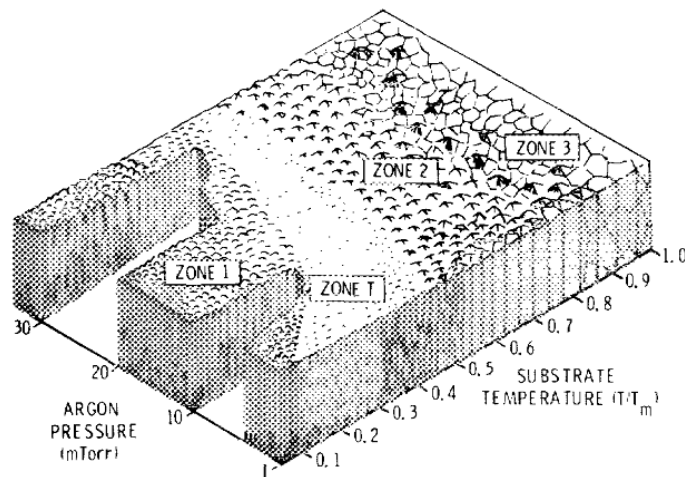 ZONE 3
ZONE 2
ZONE 1
ZONE T
30
20
10
1
ARGON
PRESSURE
(mTorr)
0.1
0.2
0.3
0.4
0.5
0.6
0.7
0.8
0.9
1.0
SUBSTRATE
TEMPERATURE (T/Tm)